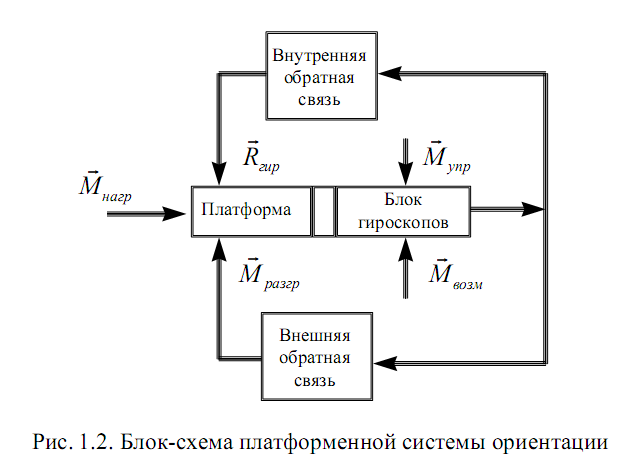 Внутренняя
обратная
связь
R⃗гир
M⃗упр
M⃗нагр
Платформа
Блок
гироскопов
M⃗разгр
M⃗возм
Внешняя
обратная
связь
Рис. 1.2. Блок-схема платформенной системы ориентации